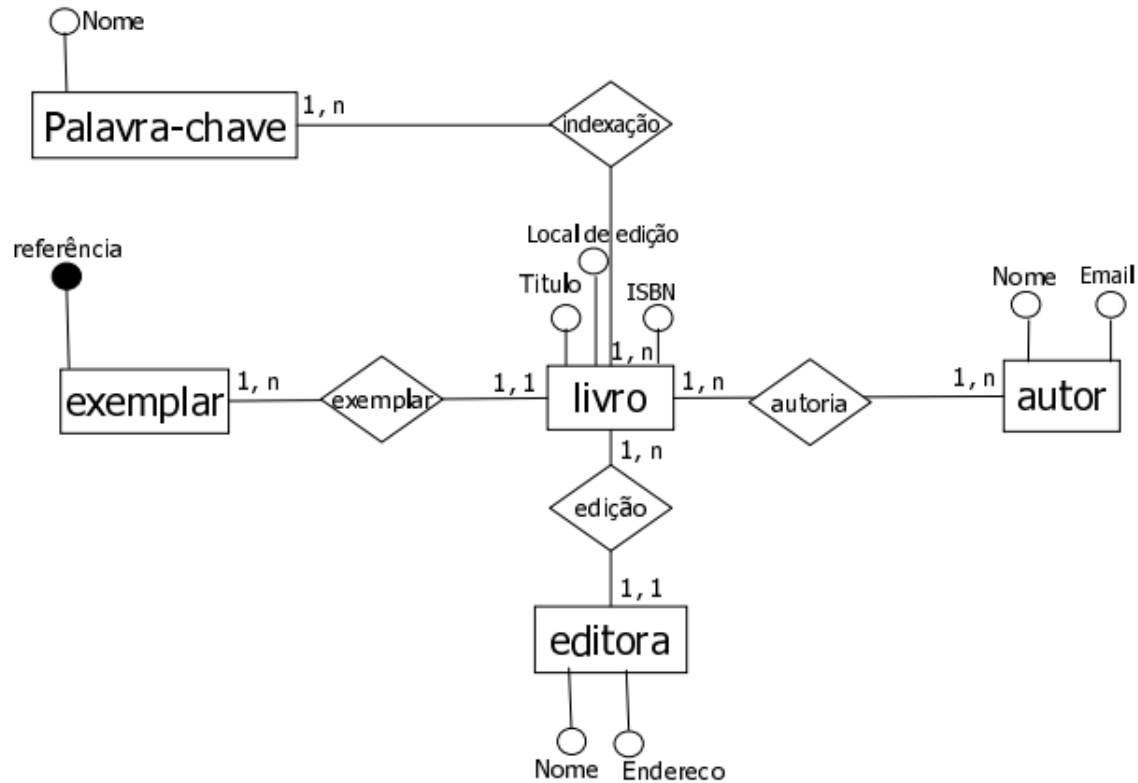 Nome
Palavra-chave
1, n
indexação
referência
Local de edição
Titulo
ISBN
Nome
Email
1, n
exemplar
1, n
exemplar
1, 1
livro
1, n
autoria
1, n
autor
1, n
edição
1, 1
editora
Nome
Endereco